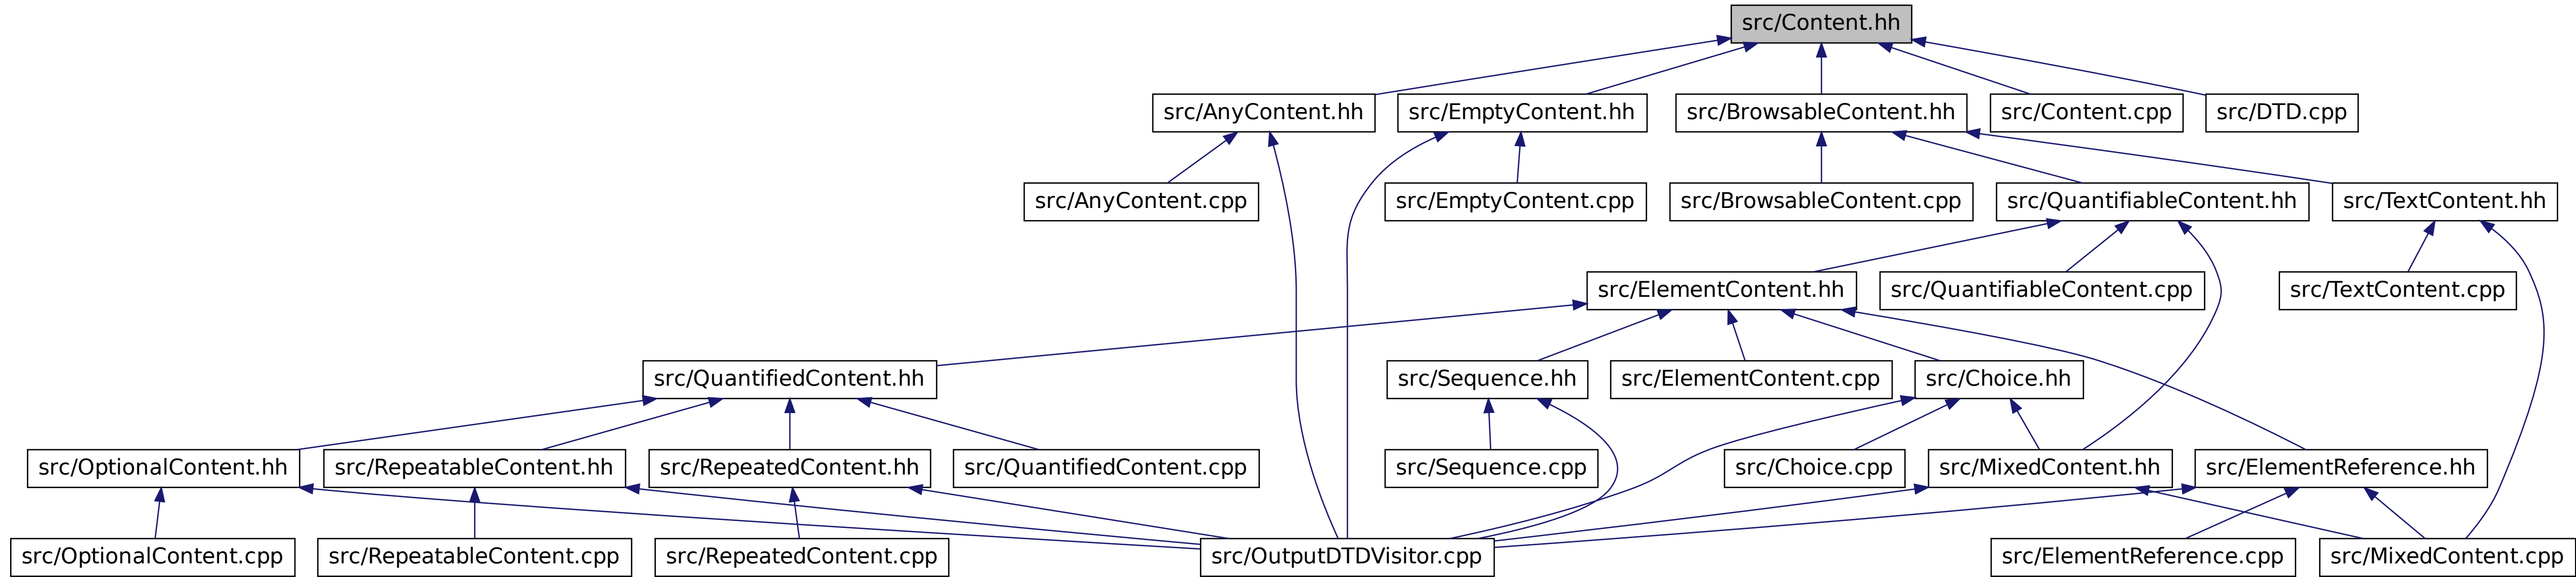 src/Content.hh
src/AnyContent.hh
src/EmptyContent.hh
src/BrowsableContent.hh
src/Content.cpp
src/DTD.cpp
src/AnyContent.cpp
src/EmptyContent.cpp
src/BrowsableContent.cpp
src/QuantifiableContent.hh
src/TextContent.hh
src/ElementContent.hh
src/QuantifiableContent.cpp
src/TextContent.cpp
src/QuantifiedContent.hh
src/Sequence.hh
src/ElementContent.cpp
src/Choice.hh
src/OptionalContent.hh
src/RepeatableContent.hh
src/RepeatedContent.hh
src/QuantifiedContent.cpp
src/Sequence.cpp
src/Choice.cpp
src/MixedContent.hh
src/ElementReference.hh
src/OptionalContent.cpp
src/RepeatableContent.cpp
src/RepeatedContent.cpp
src/OutputDTDVisitor.cpp
src/ElementReference.cpp
src/MixedContent.cpp